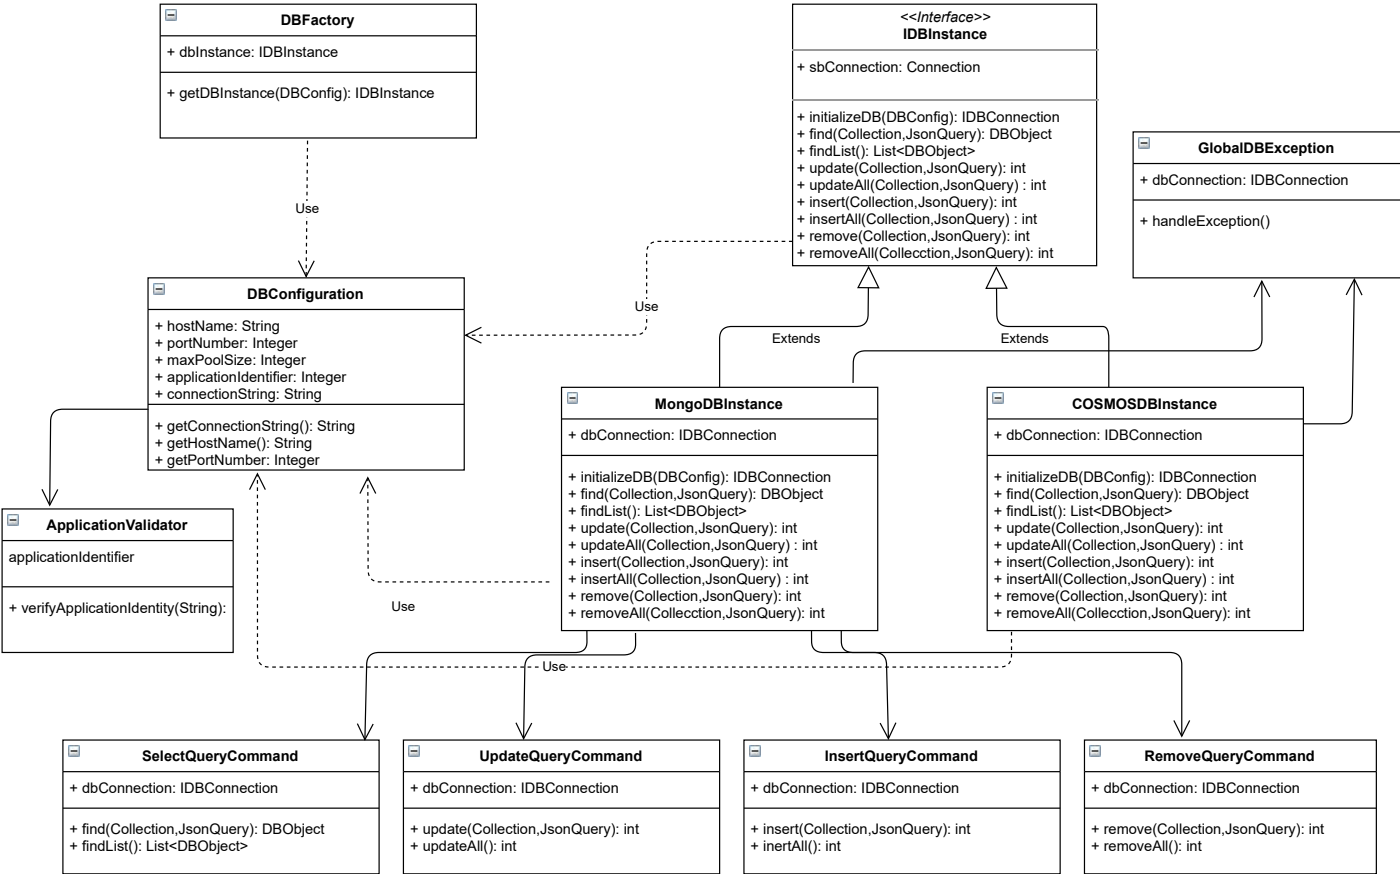 DBFactory
+ dbInstance: IDBInstance
+ getDBInstance(DBConfig): IDBInstance
<<Interface>>
IDBInstance
+ sbConnection: Connection
+ initializeDB(DBConfig): IDBConnection
+ find(Collection,JsonQuery): DBObject
+ findList(): List<DBObject>
+ update(Collection,JsonQuery): int
+ updateAll(Collection,JsonQuery) : int
+ insert(Collection,JsonQuery): int
+ insertAll(Collection,JsonQuery) : int
+ remove(Collection,JsonQuery): int
+ removeAll(Collecction,JsonQuery): int
GlobalDBException
+ dbConnection: IDBConnection
+ handleException()
Use
DBConfiguration
+ hostName: String
+ portNumber: Integer
+ maxPoolSize: Integer
+ applicationIdentifier: Integer
+ connectionString: String
+ getConnectionString(): String
+ getHostName(): String
+ getPortNumber: Integer
Use
Extends
Extends
MongoDBInstance
+ dbConnection: IDBConnection
+ initializeDB(DBConfig): IDBConnection
+ find(Collection,JsonQuery): DBObject
+ findList(): List<DBObject>
+ update(Collection,JsonQuery): int
+ updateAll(Collection,JsonQuery) : int
+ insert(Collection,JsonQuery): int
+ insertAll(Collection,JsonQuery) : int
+ remove(Collection,JsonQuery): int
+ removeAll(Collecction,JsonQuery): int
COSMOSDBInstance
+ dbConnection: IDBConnection
+ initializeDB(DBConfig): IDBConnection
+ find(Collection,JsonQuery): DBObject
+ findList(): List<DBObject>
+ update(Collection,JsonQuery): int
+ updateAll(Collection,JsonQuery) : int
+ insert(Collection,JsonQuery): int
+ insertAll(Collection,JsonQuery) : int
+ remove(Collection,JsonQuery): int
+ removeAll(Collecction,JsonQuery): int
ApplicationValidator
applicationIdentifier
+ verifyApplicationIdentity(String):
Use
Use
SelectQueryCommand
+ dbConnection: IDBConnection
+ find(Collection,JsonQuery): DBObject
+ findList(): List<DBObject>
UpdateQueryCommand
+ dbConnection: IDBConnection
+ update(Collection,JsonQuery): int
+ updateAll(): int
InsertQueryCommand
+ dbConnection: IDBConnection
+ insert(Collection,JsonQuery): int
+ inertAll(): int
RemoveQueryCommand
+ dbConnection: IDBConnection
+ remove(Collection,JsonQuery): int
+ removeAll(): int